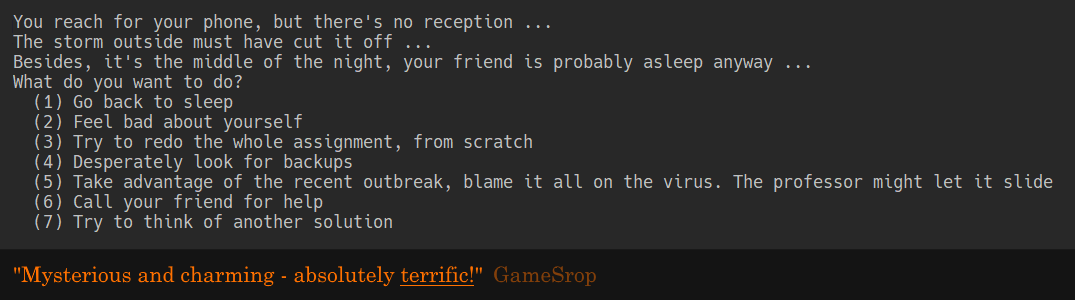 You reach for your phone, but there's no reception ...
The storm outside must have cut it off ...
Besides, it's the middle of the night, your friend is probably asleep anyway ...
What do you want to do?
(1) Go back to sleep
(2) Feel bad about yourself
(3) Try to redo the whole assignment, from scratch
(4) Desperately look for backups
(5) Take advantage of the recent outbreak, blame it all on the virus. The professor might let it slide
(6) Call your friend for help
(7) Try to think of another solution
"Mysterious and charming - absolutely terrific!" GameSrop